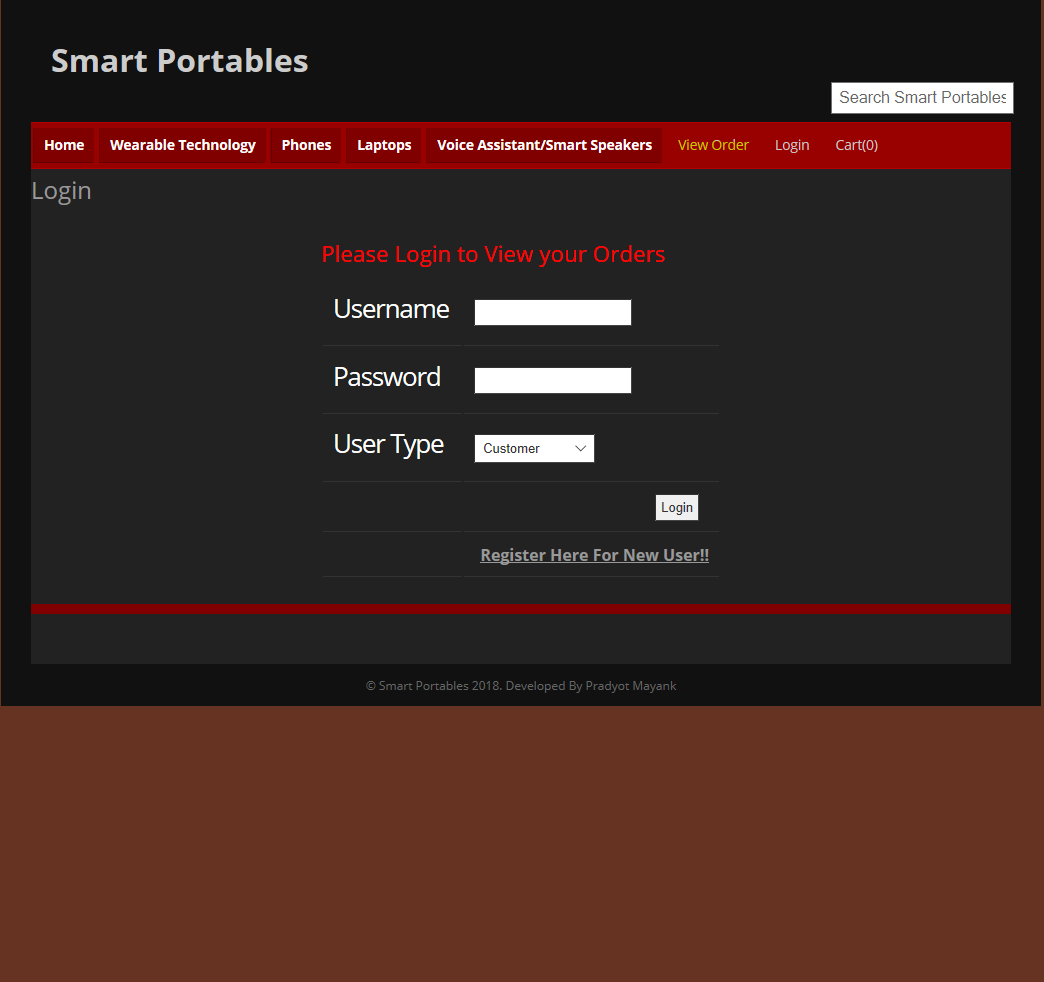 Smart Portables
Search Smart Portables
Home Wearable Technology Phones Laptops Voice Assistant/Smart Speakers View Order Login Cart(0)
Login
Please Login to View your Orders
Username
Password
User Type Customer
Login
Register Here For New User!!
© Smart Portables 2018. Developed By Pradyot Mayank